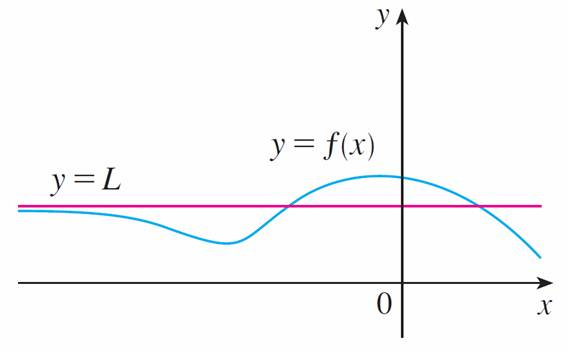 y
y = f(x)
y = L
0
x